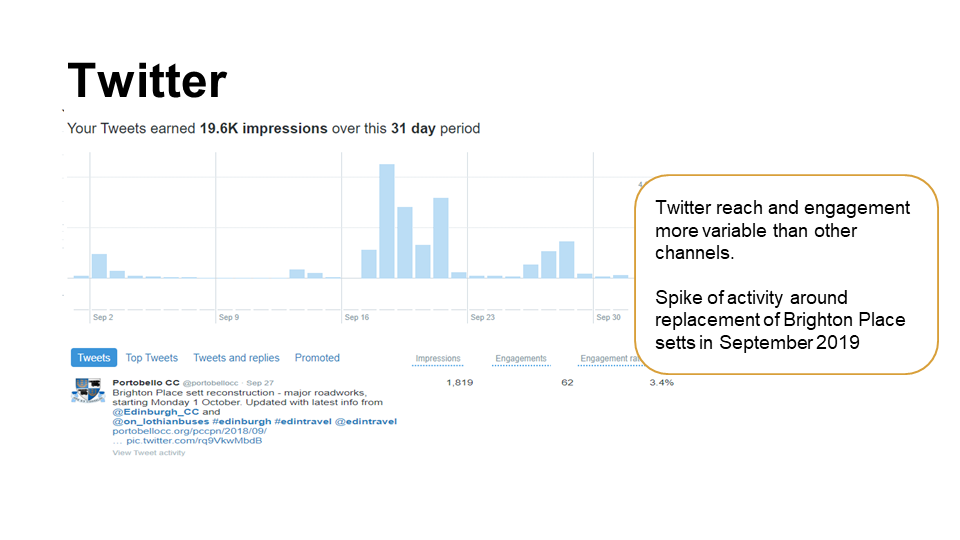 Twitter
Your Tweets earned 19.6K impressions over this 31 day period
Twitter reach and engagement
more variable than other
channels.
Spike of activity around
replacement of Brighton Place
setts in September 2019
Sep 2
Sep 9
Sep 16
Sep 23
Sep 30
Tweets
Top Tweets
Tweets and replies
Promoted
Impressions
Engagements
Engagement
Portobello CC @portobellocc · Sep 27
1,819
62
3.4%
Brighton Place sett reconstruction - major roadworks,
starting Monday 1 October. Updated with latest info from
@Edinburgh_CC and
@on_lothianbuses #edinburgh #edintravel @edintravel
portobellocc.org/pccpn/2018/09/
… pic.twitter.com/rq9VkwMbdB
View Tweet activity